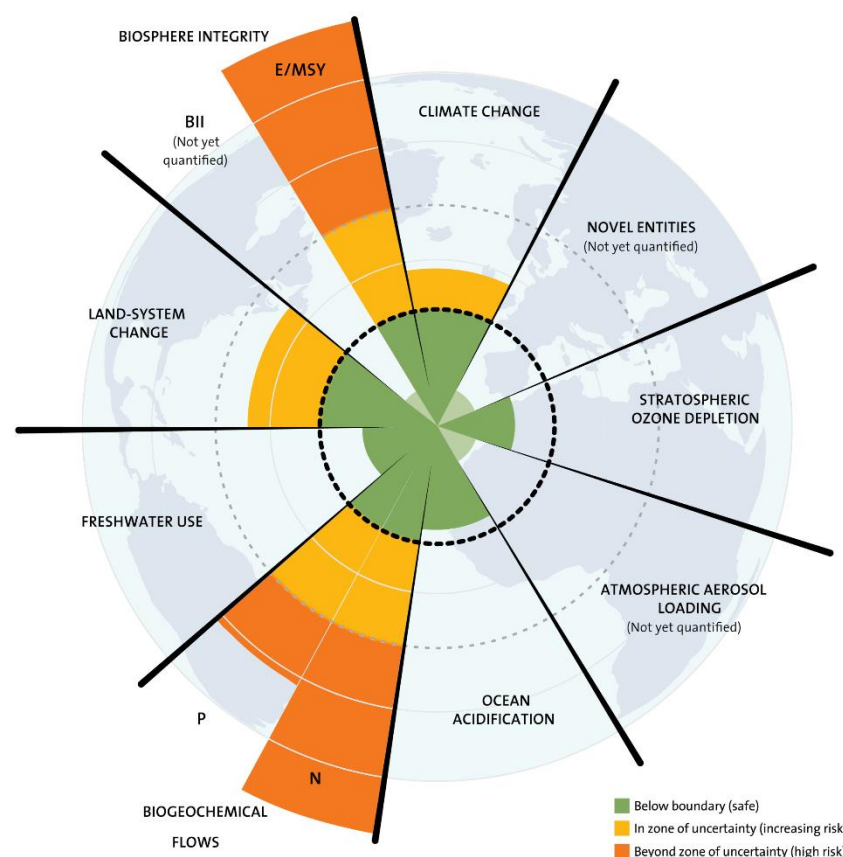 BIOSPHERE INTEGRITY
E/MSY
BII
(Not yet
quantified)
CLIMATE CHANGE
NOVEL ENTITIES
(Not yet quantified)
LAND-SYSTEM
CHANGE
STRATOSPHERIC
OZONE DEPLETION
FRESHWATER USE
ATMOSPHERIC AEROSOL
LOADING
(Not yet quantified)
OCEAN
ACIDIFICATION
P
N
BIOGEOCHEMICAL
FLOWS
Below boundary (safe)
In zone of uncertainty (increasing risk
Beyond zone of uncertainty (high risk)